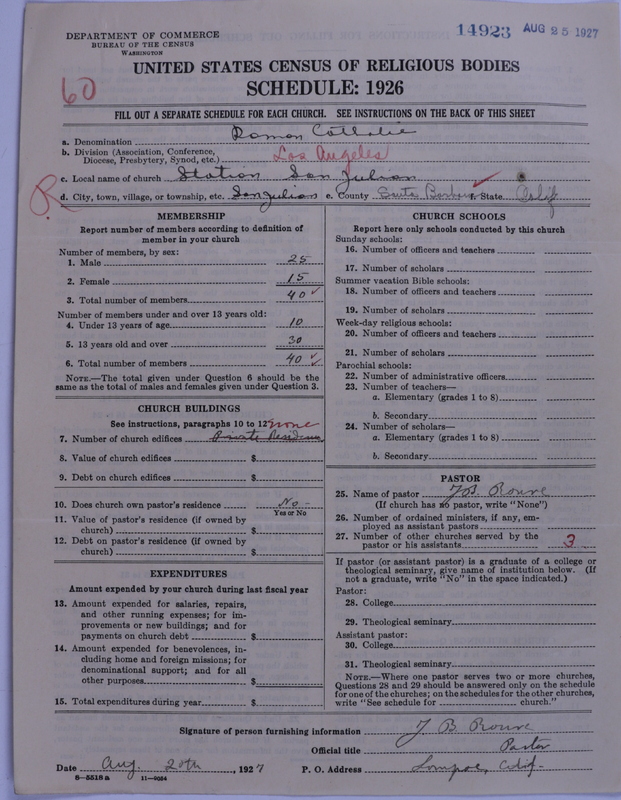 14923 AUG 25 1927
DEPARTMENT OF COMMERCE
BUREAU OF THE CENSUS
WASHINGTON
UNITED STATES CENSUS OF RELIGIOUS BODIES
60
SCHEDULE: 1926
FILL OUT A SEPARATE SCHEDULE FOR EACH CHURCH. SEE INSTRUCTIONS ON THE BACK OF THIS SHEET
a. Denomination Roman Catholic
b. Division (Association, Conference, Diocese, Presbytery, Synod, etc.) Los Angeles
c. Local name of church Station San Julian
R
d. City, town, village, or township, etc. San Julian e. County Santa Barbara f. State Calif
MEMBERSHIP
Report number of members according to definition of
member in your church
Number of members, by sex:
1. Male 25
2. Female 15
3. Total number of members 40 ✓
Number of members under and over 13 years old:
4. Under 13 years of age 10
5. 13 years old and over 30
6. Total number of members 40 ✓
NOTE.—The total given under Question 6 should be the
same as the total of males and females given under Question 3.
CHURCH BUILDINGS
See instructions, paragraphs 10 to 12 none
7. Number of church edifices Private Residence
8. Value of church edifices $
9. Debt on church edifices $
10. Does church own pastor's residence? No
Yes or No
11. Value of pastor's residence (if owned by
church) $
12. Debt on pastor's residence (if owned by
church) $
EXPENDITURES
Amount expended by your church during last fiscal year
13. Amount expended for salaries, repairs,
and other running expenses; for im-
provements or new buildings; and for
payments on church debt $
14. Amount expended for benevolences, in-
cluding home and foreign missions; for
denominational support; and for all
other purposes $
15. Total expenditures during year $
CHURCH SCHOOLS
Report here only schools conducted by this church
Sunday schools:
16. Number of officers and teachers
17. Number of scholars
Summer vacation Bible schools:
18. Number of officers and teachers
19. Number of scholars
Week-day religious schools:
20. Number of officers and teachers
21. Number of scholars
Parochial schools:
22. Number of administrative officers
23. Number of teachers—
a. Elementary (grades 1 to 8)
b. Secondary
24. Number of scholars—
a. Elementary (grades 1 to 8)
b. Secondary
PASTOR
25. Name of pastor J.B. Roure
(If church has no pastor, write "None")
26. Number of ordained ministers, if any, em-
ployed as assistant pastors
27. Number of other churches served by the
pastor or his assistants 3
If pastor (or assistant pastor) is a graduate of a college or
theological seminary, give name of institution below. (If
not a graduate, write "No" in the space indicated.)
Pastor:
28. College
29. Theological seminary
Assistant pastor:
30. College
31. Theological seminary
NOTE.—Where one pastor serves two or more churches,
Questions 28 and 29 should be answered only on the schedule
for one of the churches; on the schedules for the other churches,
write "See schedule for church."
Signature of person furnishing information J. B. Roure
Official title Pastor
Date Aug. 20th, 1927 P. O. Address Lompoc, Calif.
8—5518 a 11—9064